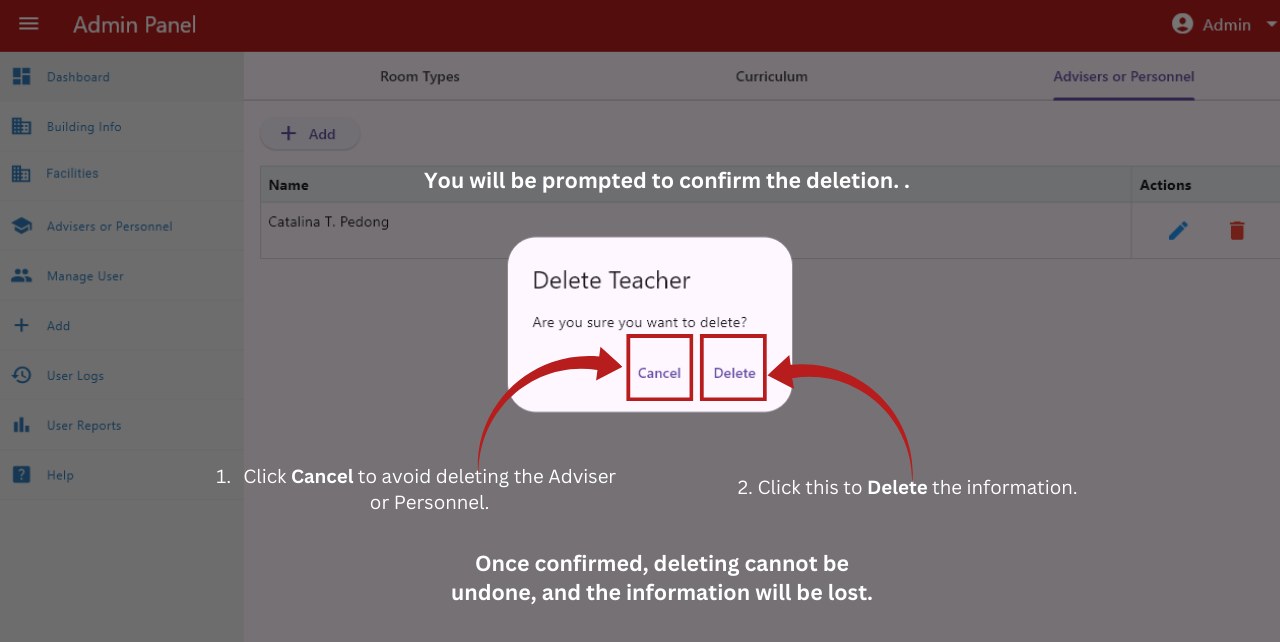 Admin Panel
Admin
Dashboard
Room Types
Curriculum
Advisers or Personnel
Building Info
Add
Facilities
You will be prompted to confirm the deletion. .
Name
Actions
Catalina T. Pedong
Advisers or Personnel
Manage User
Delete Teacher
Add
Are you sure you want to delete?
User Logs
Cancel
Delete
User Reports
Help
1. Click Cancel to avoid deleting the Adviser
or Personnel.
2. Click this to Delete the information.
Once confirmed, deleting cannot be
undone, and the information will be lost.